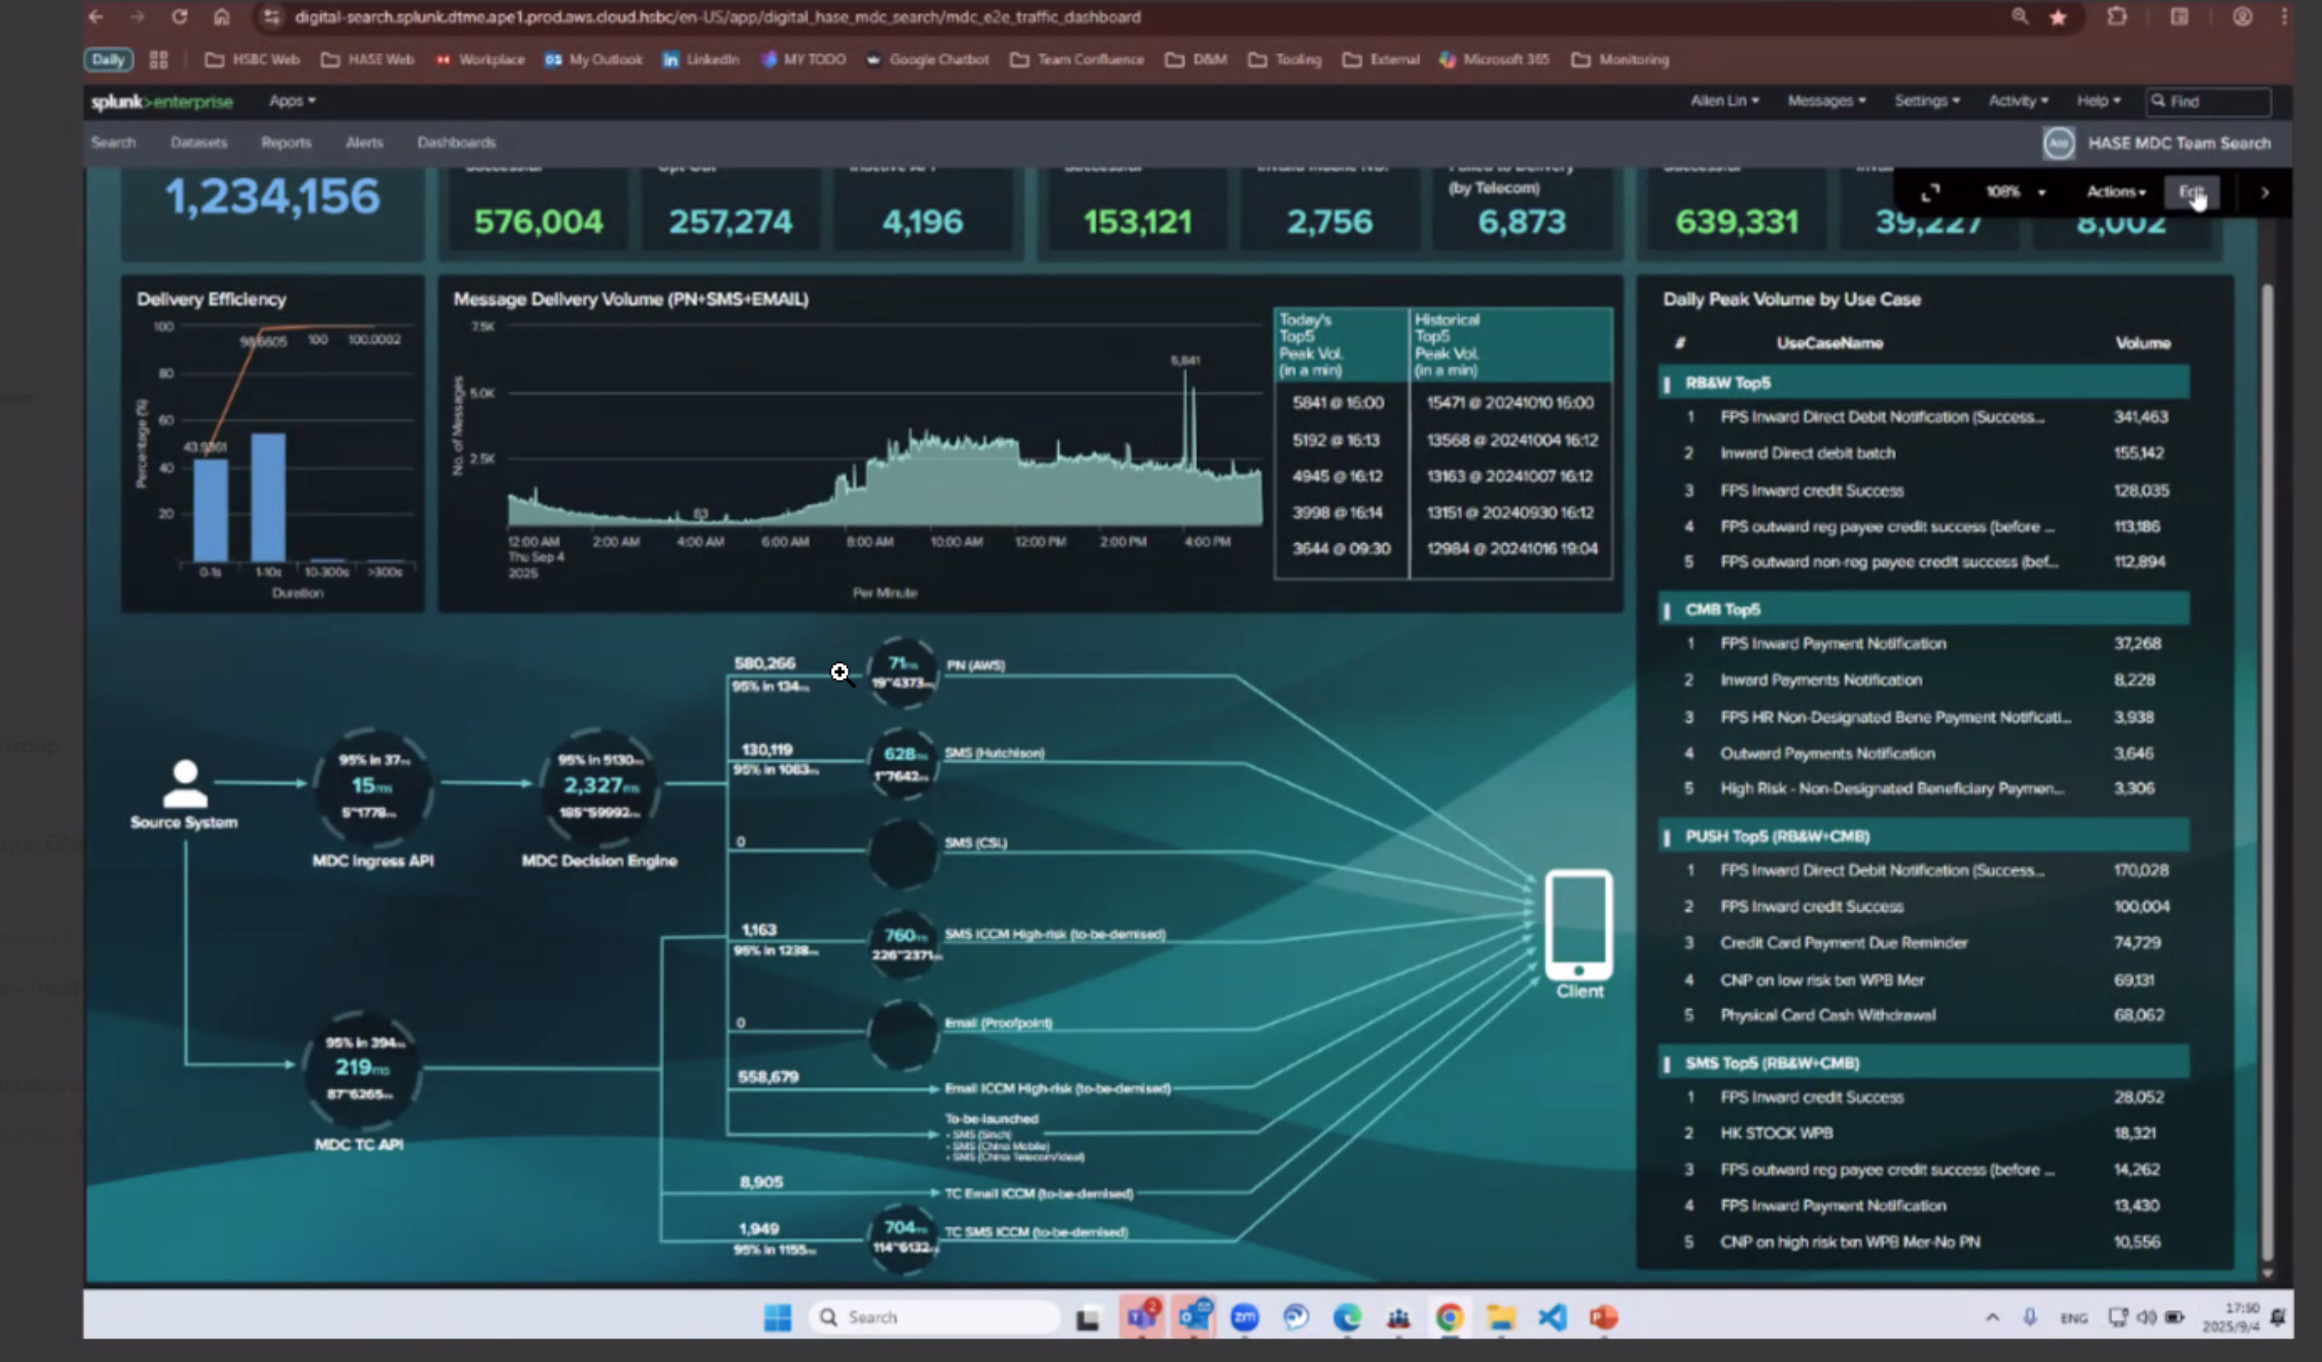 digital-search.splunk.dtme.ape1.prod.aws.cloud.hsbc/en-US/app/digital_hase_mdc_search/mdc_e2e_traffic_dashboard
Daily HSBC Web HASE Web Workplace My Outlook LinkedIn MY TODO Google Chatbot Team Confluence D&M Tooling External Microsoft 365 Monitoring
splunk>enterprise Apps Allen Lin Messages Settings Activity Help Find
Search Datasets Reports Alerts Dashboards HASE MDC Team Search
108% Actions
(by Telecom)
1,234,156
576,004 257,274 4,196 153,121 2,756 6,873 639,331 39,227 8,002
Delivery Efficiency
100
80
60
40
20
Percentage (%)
100 100.0002
0-1s 1-10s 10-300s >300s
Duration
Message Delivery Volume (PN+SMS+EMAIL)
7.5K
5.0K
2.5K
No. of Messages
5,841
63
12:00 AM 2:00 AM 4:00 AM 6:00 AM 8:00 AM 10:00 AM 12:00 PM 2:00 PM 4:00 PM
Thu Sep 4
2025
Per Minute
Today's
Top5
Peak Vol.
(in a min)
Historical
Top5
Peak Vol.
(in a min)
5841 @ 16:00 15471 @ 20241010 16:00
5192 @ 16:13 13568 @ 20241004 16:12
4945 @ 16:12 13163 @ 20241007 16:12
3998 @ 16:14 13151 @ 20240930 16:12
3644 @ 09:30 12984 @ 20241016 19:04
Source System
95% in 37ms
15ms
5~1778ms
MDC Ingress API
95% in 5130ms
2,327ms
185~59992ms
MDC Decision Engine
95% in 394ms
219ms
87~6265ms
MDC TC API
580,266
95% in 134ms
71ms
19~4373ms
PN (AWS)
130,119
95% in 1083ms
628ms
1~7642ms
SMS (Hutchison)
0
SMS (CSL)
1,163
95% in 1238ms
760ms
226~2371ms
SMS ICCM High-risk (to-be-demised)
0
Email (Proofpoint)
558,679
Email ICCM High-risk (to-be-demised)
To-be-launched
• SMS (Sinch)
• SMS (China Mobile)
• SMS (China Telecom/Ideal)
8,905
TC Email ICCM (to-be-demised)
1,949
95% in 1155ms
704ms
114~6132ms
TC SMS ICCM (to-be-demised)
Client
Daily Peak Volume by Use Case
# UseCaseName Volume
RB&W Top5
1 FPS Inward Direct Debit Notification (Success... 341,463
2 Inward Direct debit batch 155,142
3 FPS Inward credit Success 128,035
4 FPS outward reg payee credit success (before ... 113,186
5 FPS outward non-reg payee credit success (bef... 112,894
CMB Top5
1 FPS Inward Payment Notification 37,268
2 Inward Payments Notification 8,228
3 FPS HR Non-Designated Bene Payment Notificati... 3,938
4 Outward Payments Notification 3,646
5 High Risk - Non-Designated Beneficiary Paymen... 3,306
PUSH Top5 (RB&W+CMB)
1 FPS Inward Direct Debit Notification (Success... 170,028
2 FPS Inward credit Success 100,004
3 Credit Card Payment Due Reminder 74,729
4 CNP on low risk txn WPB Mer 69,131
5 Physical Card Cash Withdrawal 68,062
SMS Top5 (RB&W+CMB)
1 FPS Inward credit Success 28,052
2 HK STOCK WPB 18,321
3 FPS outward reg payee credit success (before ... 14,262
4 FPS Inward Payment Notification 13,430
5 CNP on high risk txn WPB Mer-No PN 10,556
Search
ENG
17:50
2025/9/4